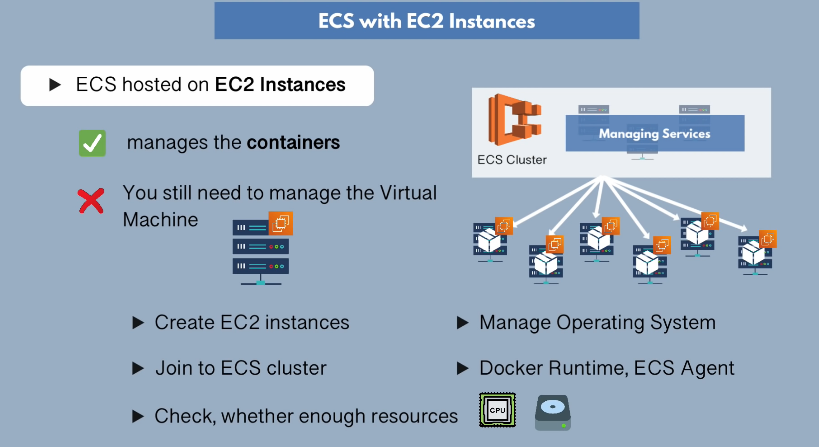 ECS with EC2 Instances
ECS hosted on EC2 Instances
manages the containers
You still need to manage the Virtual
Machine
Managing Services
ECS Cluster
Create EC2 instances
Join to ECS cluster
Check, whether enough resources
Manage Operating System
Docker Runtime, ECS Agent
CPU